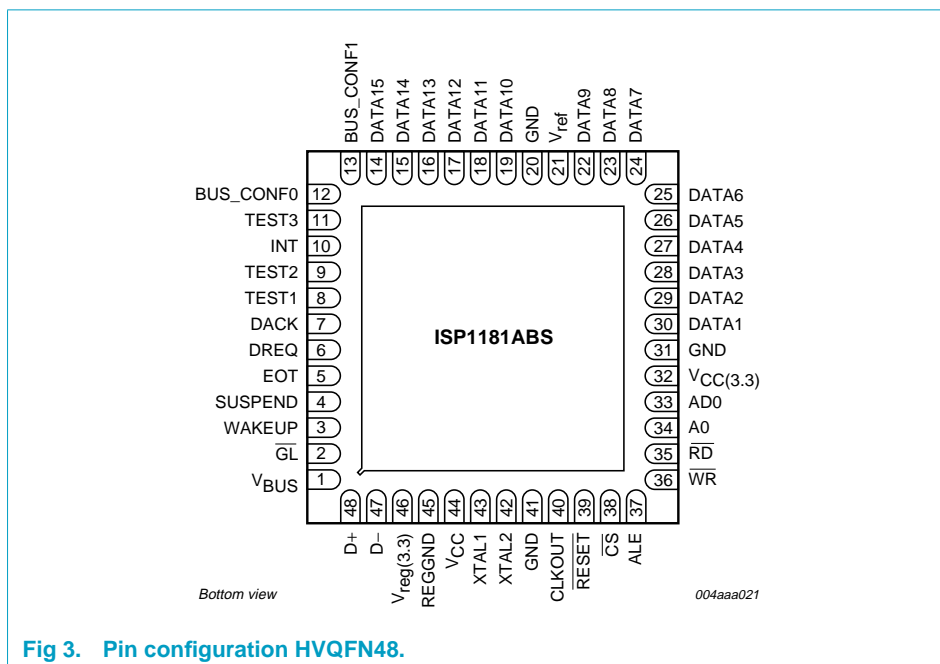 BUS_CONF1
DATA15
DATA14
DATA13
DATA12
DATA11
DATA10
GND
Vref
DATA9
DATA8
DATA7
13
14
15
16
17
18
19
20
21
22
23
24
BUS_CONF0 12
TEST3 11
INT 10
TEST2 9
TEST1 8
DACK 7
DREQ 6
EOT 5
SUSPEND 4
WAKEUP 3
G̅L̅ 2
VBUS 1
ISP1181ABS
25 DATA6
26 DATA5
27 DATA4
28 DATA3
29 DATA2
30 DATA1
31 GND
32 VCC(3.3)
33 AD0
34 A0
35 R̅D̅
36 W̅R̅
48
47
46
45
44
43
42
41
40
39
38
37
D+
D−
Vreg(3.3)
REGGND
VCC
XTAL1
XTAL2
GND
CLKOUT
R̅E̅S̅E̅T̅
C̅S̅
ALE
Bottom view
004aaa021
Fig 3. Pin configuration HVQFN48.